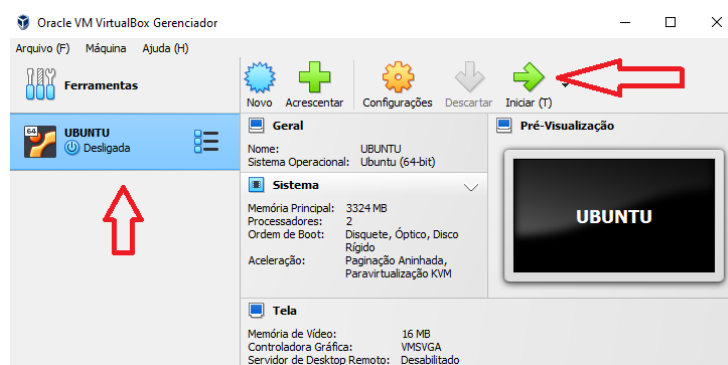 Oracle VM VirtualBox Gerenciador
Arquivo (F) Máquina Ajuda (H)
Ferramentas
Novo Acrescentar Configurações Descartar Iniciar (T)
64 UBUNTU
Desligada
Geral
Nome: UBUNTU
Sistema Operacional: Ubuntu (64-bit)
Sistema
Memória Principal: 3324 MB
Processadores: 2
Ordem de Boot: Disquete, Óptico, Disco
Rígido
Aceleração: Paginação Aninhada,
Paravirtualização KVM
Pré-Visualização
UBUNTU
Tela
Memória de Vídeo: 16 MB
Controladora Gráfica: VMSVGA
Servidor de Desktop Remoto: Desabilitado